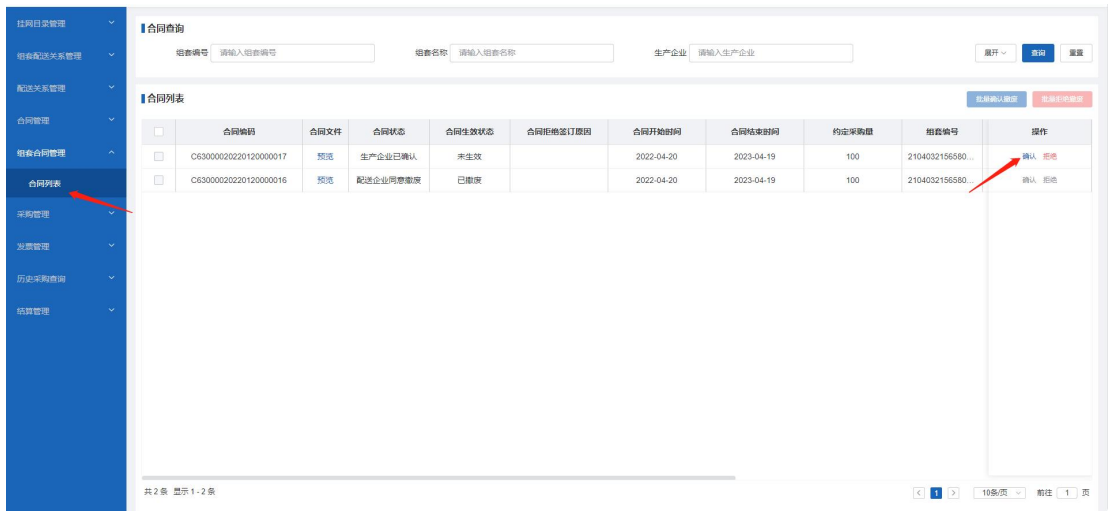 挂网目录管理
组套配送关系管理
配送关系管理
合同管理
组套合同管理
合同列表
采购管理
发票管理
历史采购查询
结算管理
合同查询
组套编号 请输入组套编号 组套名称 请输入组套名称 生产企业 请输入生产企业 展开 查询 重置
合同列表 批量确认撤废 批量拒绝撤废
合同编码 合同文件 合同状态 合同生效状态 合同拒绝签订原因 合同开始时间 合同结束时间 约定采购量 组套编号 操作
C63000020220120000017 预览 生产企业已确认 未生效 2022-04-20 2023-04-19 100 2104032156580... 确认 拒绝
C63000020220120000016 预览 配送企业同意撤废 已撤废 2022-04-20 2023-04-19 100 2104032156580... 确认 拒绝
共 2 条 显示 1 - 2 条 < 1 > 10条/页 前往 1 页